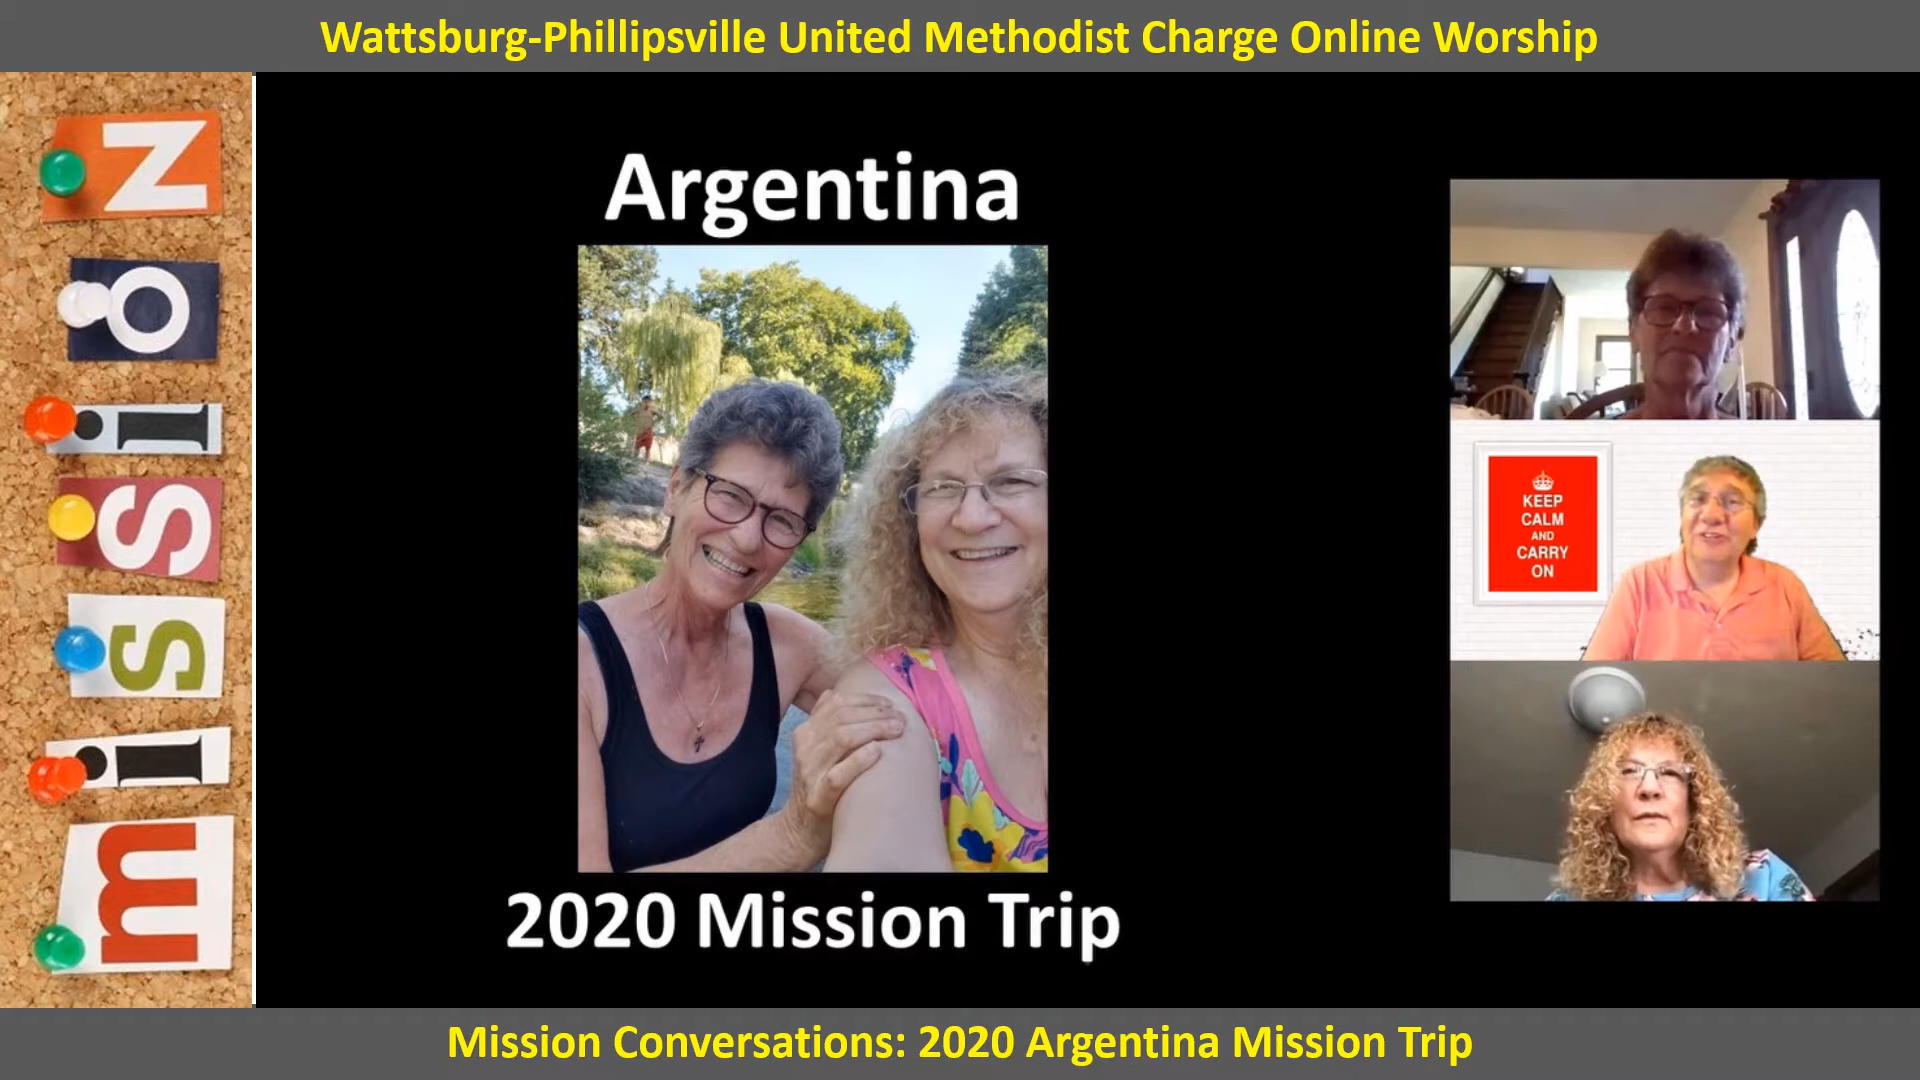 Wattsburg-Phillipsville United Methodist Charge Online Worship
missioN
Argentina
KEEP
CALM
AND
CARRY
ON
2020 Mission Trip
Mission Conversations: 2020 Argentina Mission Trip